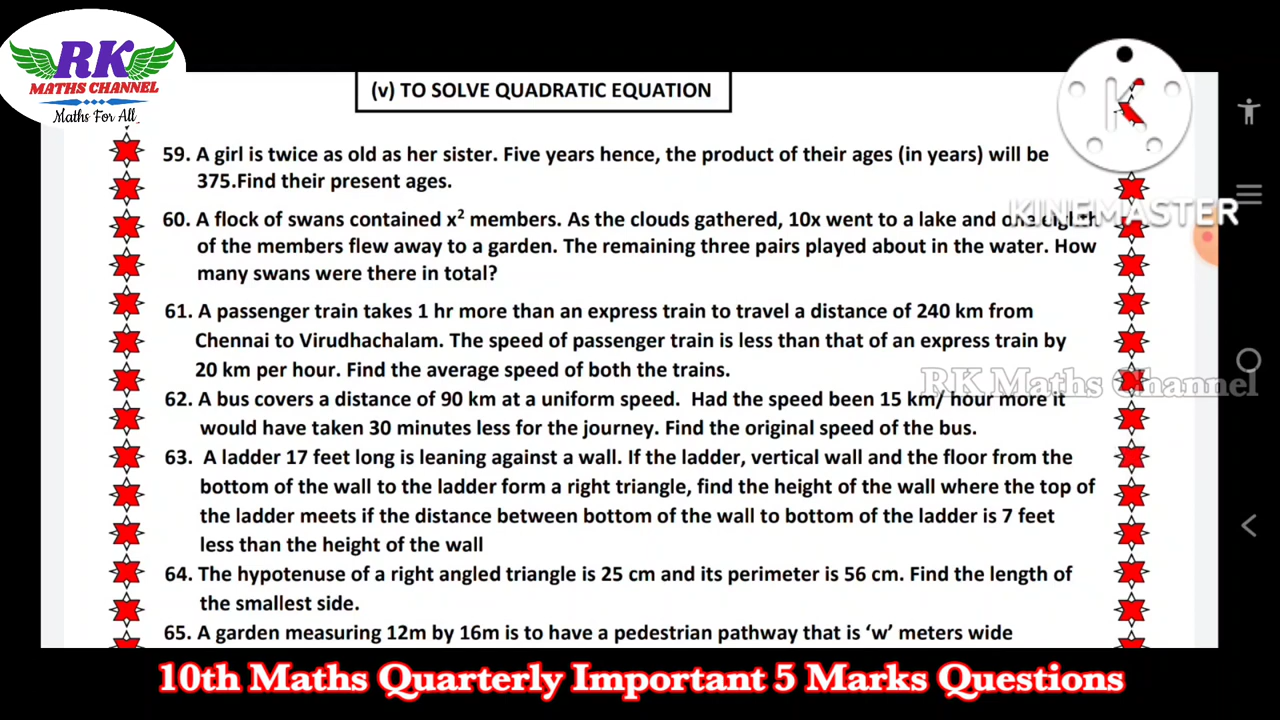 RK
MATHS CHANNEL
Maths For All
(v) TO SOLVE QUADRATIC EQUATION
K
KINEMASTER
59. A girl is twice as old as her sister. Five years hence, the product of their ages (in years) will be
375.Find their present ages.
60. A flock of swans contained x² members. As the clouds gathered, 10x went to a lake and one eighth
of the members flew away to a garden. The remaining three pairs played about in the water. How
many swans were there in total?
61. A passenger train takes 1 hr more than an express train to travel a distance of 240 km from
Chennai to Virudhachalam. The speed of passenger train is less than that of an express train by
20 km per hour. Find the average speed of both the trains.
RK Maths Channel
62. A bus covers a distance of 90 km at a uniform speed. Had the speed been 15 km/ hour more it
would have taken 30 minutes less for the journey. Find the original speed of the bus.
63. A ladder 17 feet long is leaning against a wall. If the ladder, vertical wall and the floor from the
bottom of the wall to the ladder form a right triangle, find the height of the wall where the top of
the ladder meets if the distance between bottom of the wall to bottom of the ladder is 7 feet
less than the height of the wall
64. The hypotenuse of a right angled triangle is 25 cm and its perimeter is 56 cm. Find the length of
the smallest side.
65. A garden measuring 12m by 16m is to have a pedestrian pathway that is ‘w’ meters wide
10th Maths Quarterly Important 5 Marks Questions